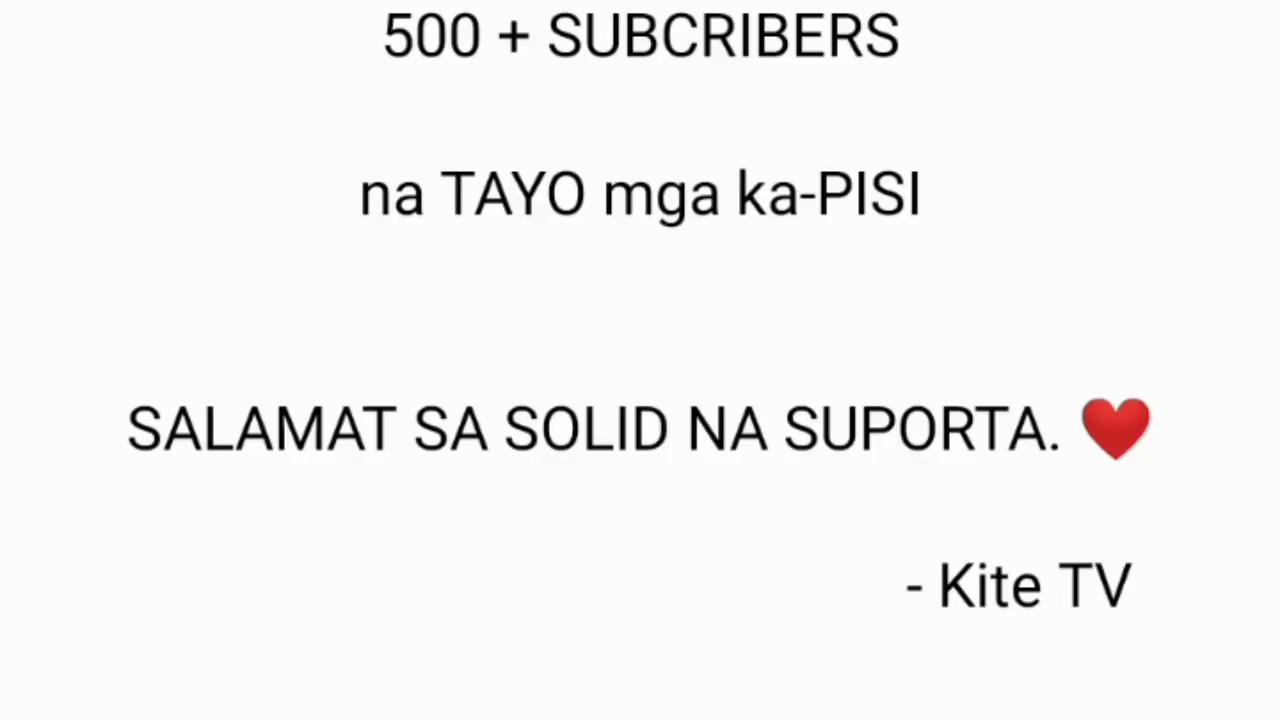 500 + SUBCRIBERS
na TAYO mga ka-PISI
SALAMAT SA SOLID NA SUPORTA. ❤️
- Kite TV